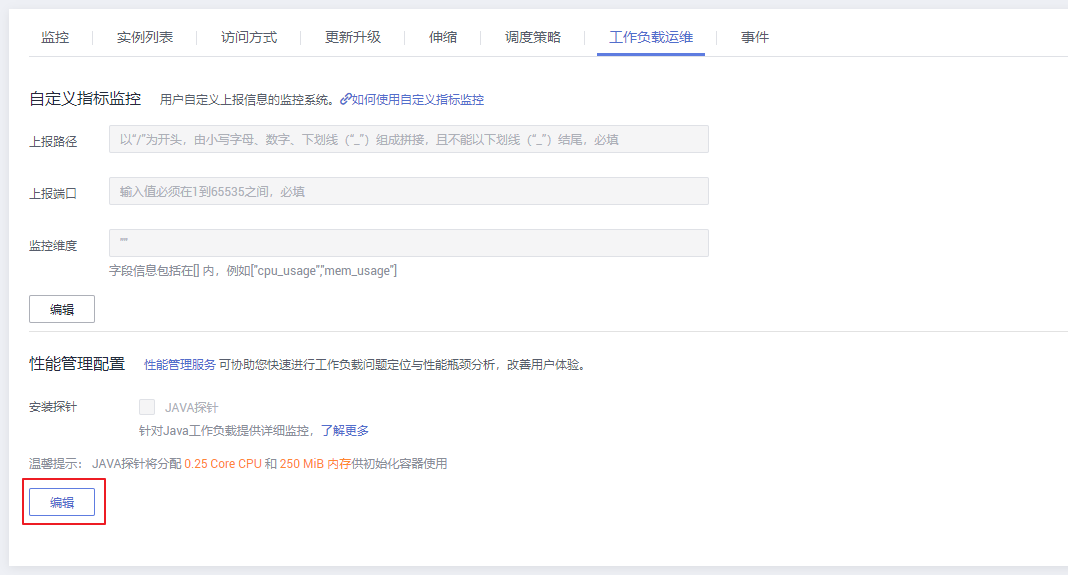 监控 实例列表 访问方式 更新升级 伸缩 调度策略 工作负载运维 事件
自定义指标监控 用户自定义上报信息的监控系统。 如何使用自定义指标监控
上报路径 以“/”为开头，由小写字母、数字、下划线（“_”）组成拼接，且不能以下划线（“_”）结尾，必填
上报端口 输入值必须在1到65535之间，必填
监控维度 ""
字段信息包括在[] 内，例如["cpu_usage","mem_usage"]
编辑
性能管理配置 性能管理服务 可协助您快速进行工作负载问题定位与性能瓶颈分析，改善用户体验。
安装探针 JAVA探针
针对Java工作负载提供详细监控，了解更多
温馨提示： JAVA探针将分配 0.25 Core CPU 和 250 MiB 内存供初始化容器使用
编辑